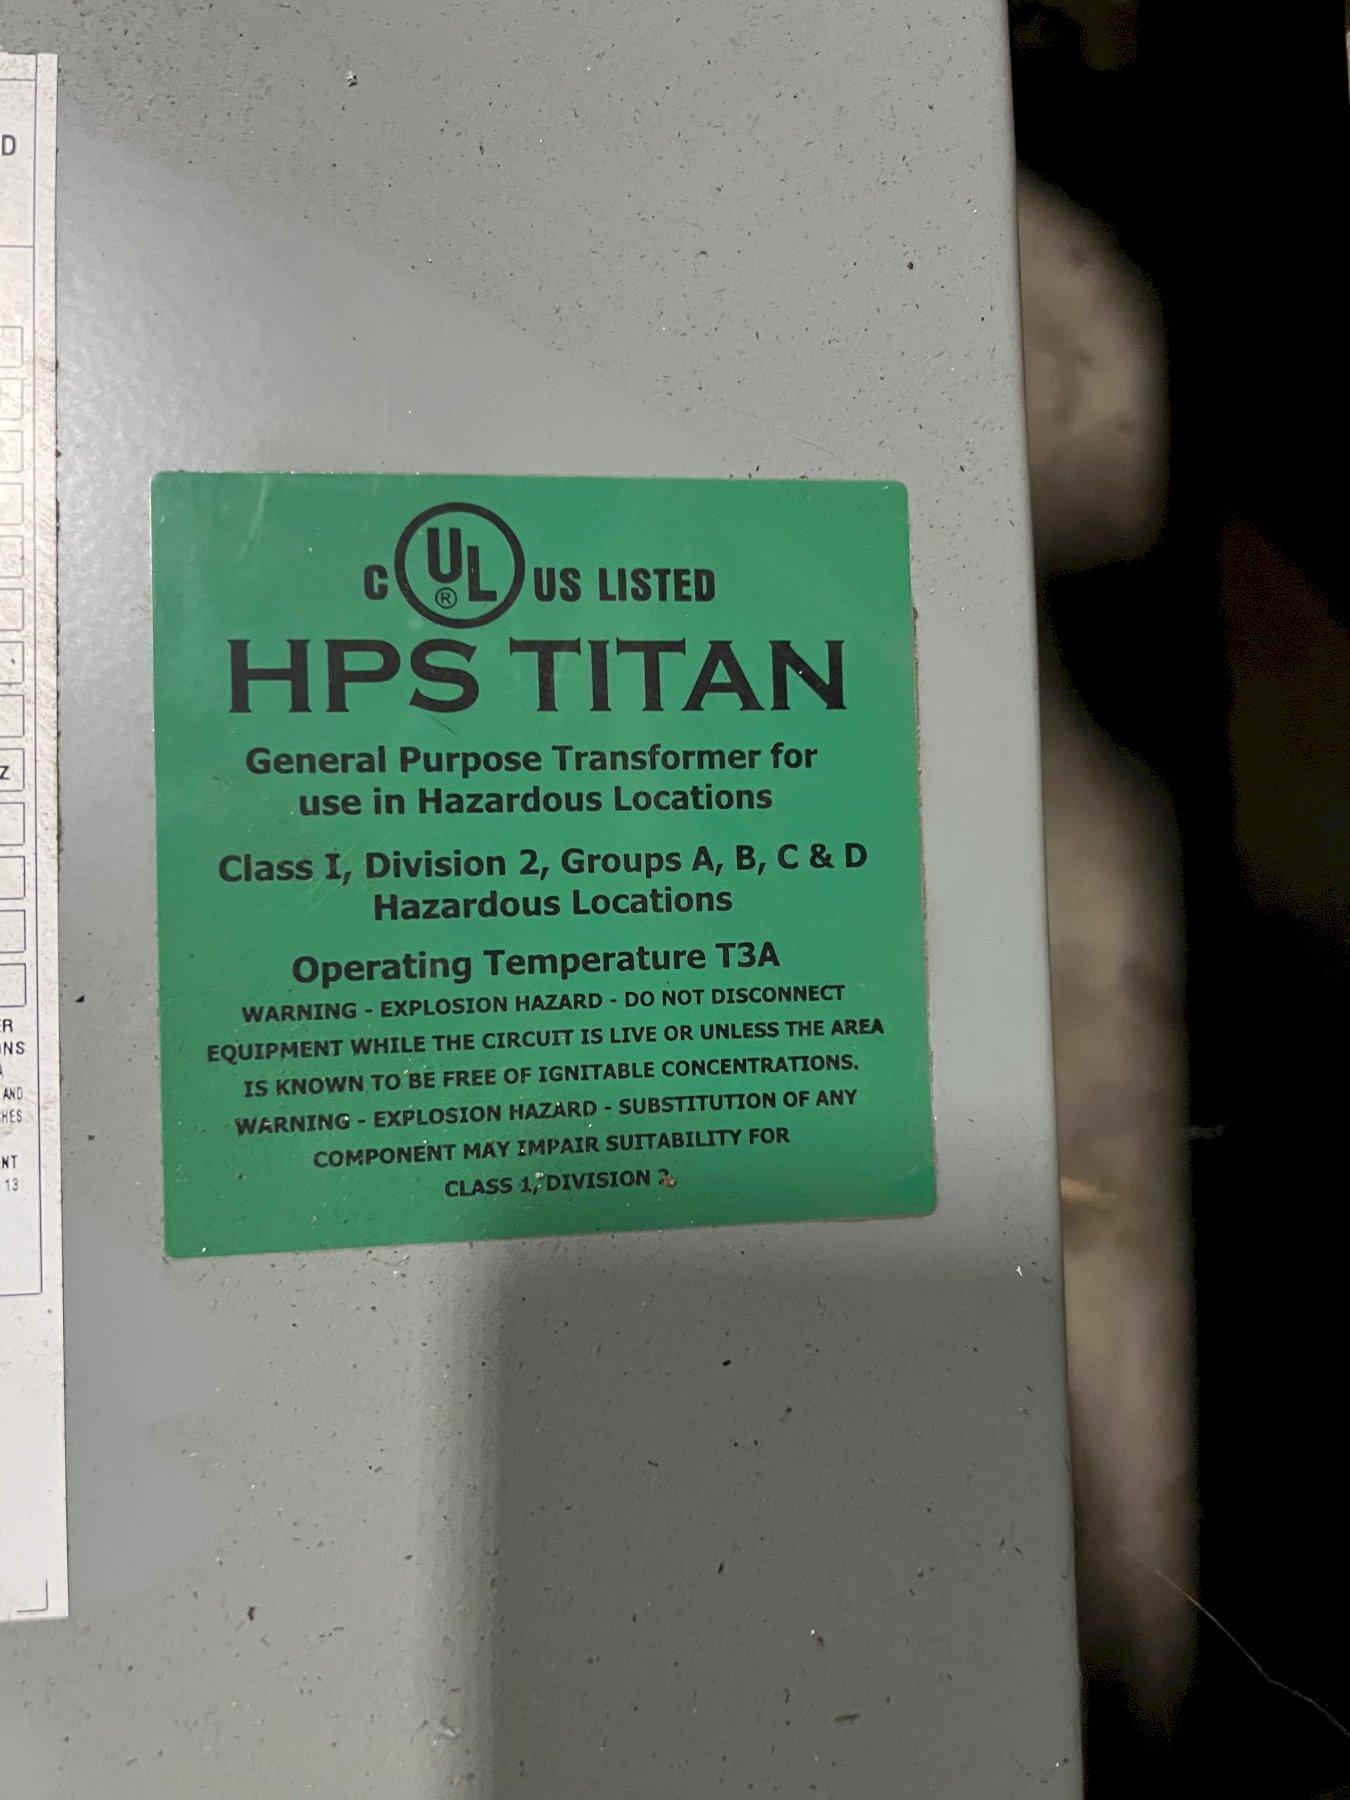 D
C UL ® US LISTED
HPS TITAN
General Purpose Transformer for
use in Hazardous Locations
Class I, Division 2, Groups A, B, C & D
Hazardous Locations
Operating Temperature T3A
WARNING - EXPLOSION HAZARD - DO NOT DISCONNECT
EQUIPMENT WHILE THE CIRCUIT IS LIVE OR UNLESS THE AREA
IS KNOWN TO BE FREE OF IGNITABLE CONCENTRATIONS.
WARNING - EXPLOSION HAZARD - SUBSTITUTION OF ANY
COMPONENT MAY IMPAIR SUITABILITY FOR
CLASS 1, DIVISION 2
Z
AND
13